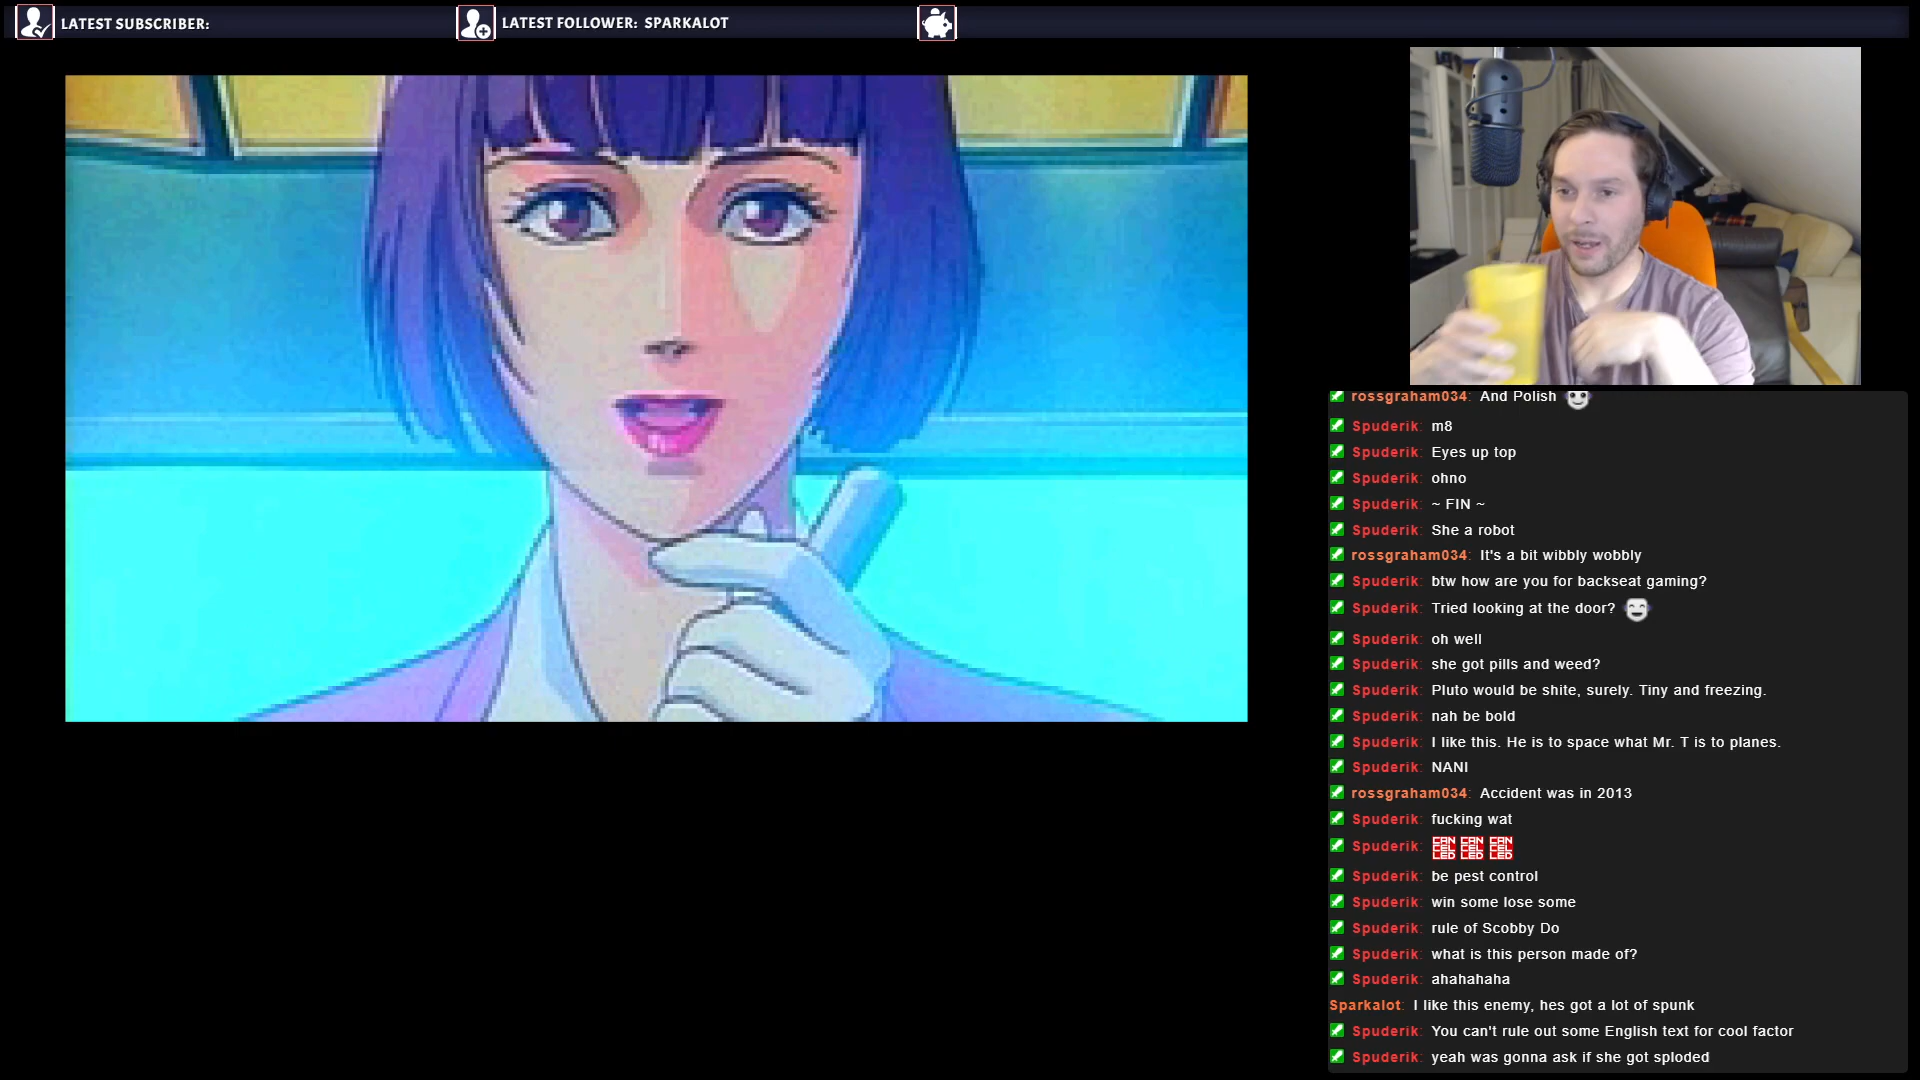 LATEST SUBSCRIBER:
LATEST FOLLOWER: SPARKALOT
rossgraham034: And Polish
Spuderik: m8
Spuderik: Eyes up top
Spuderik: ohno
Spuderik: ~ FIN ~
Spuderik: She a robot
rossgraham034: It's a bit wibbly wobbly
Spuderik: btw how are you for backseat gaming?
Spuderik: Tried looking at the door?
Spuderik: oh well
Spuderik: she got pills and weed?
Spuderik: Pluto would be shite, surely. Tiny and freezing.
Spuderik: nah be bold
Spuderik: I like this. He is to space what Mr. T is to planes.
Spuderik: NANI
rossgraham034: Accident was in 2013
Spuderik: fucking wat
Spuderik: CANCELLED CANCELLED CANCELLED
Spuderik: be pest control
Spuderik: win some lose some
Spuderik: rule of Scobby Do
Spuderik: what is this person made of?
Spuderik: ahahahaha
Sparkalot: I like this enemy, hes got a lot of spunk
Spuderik: You can't rule out some English text for cool factor
Spuderik: yeah was gonna ask if she got sploded